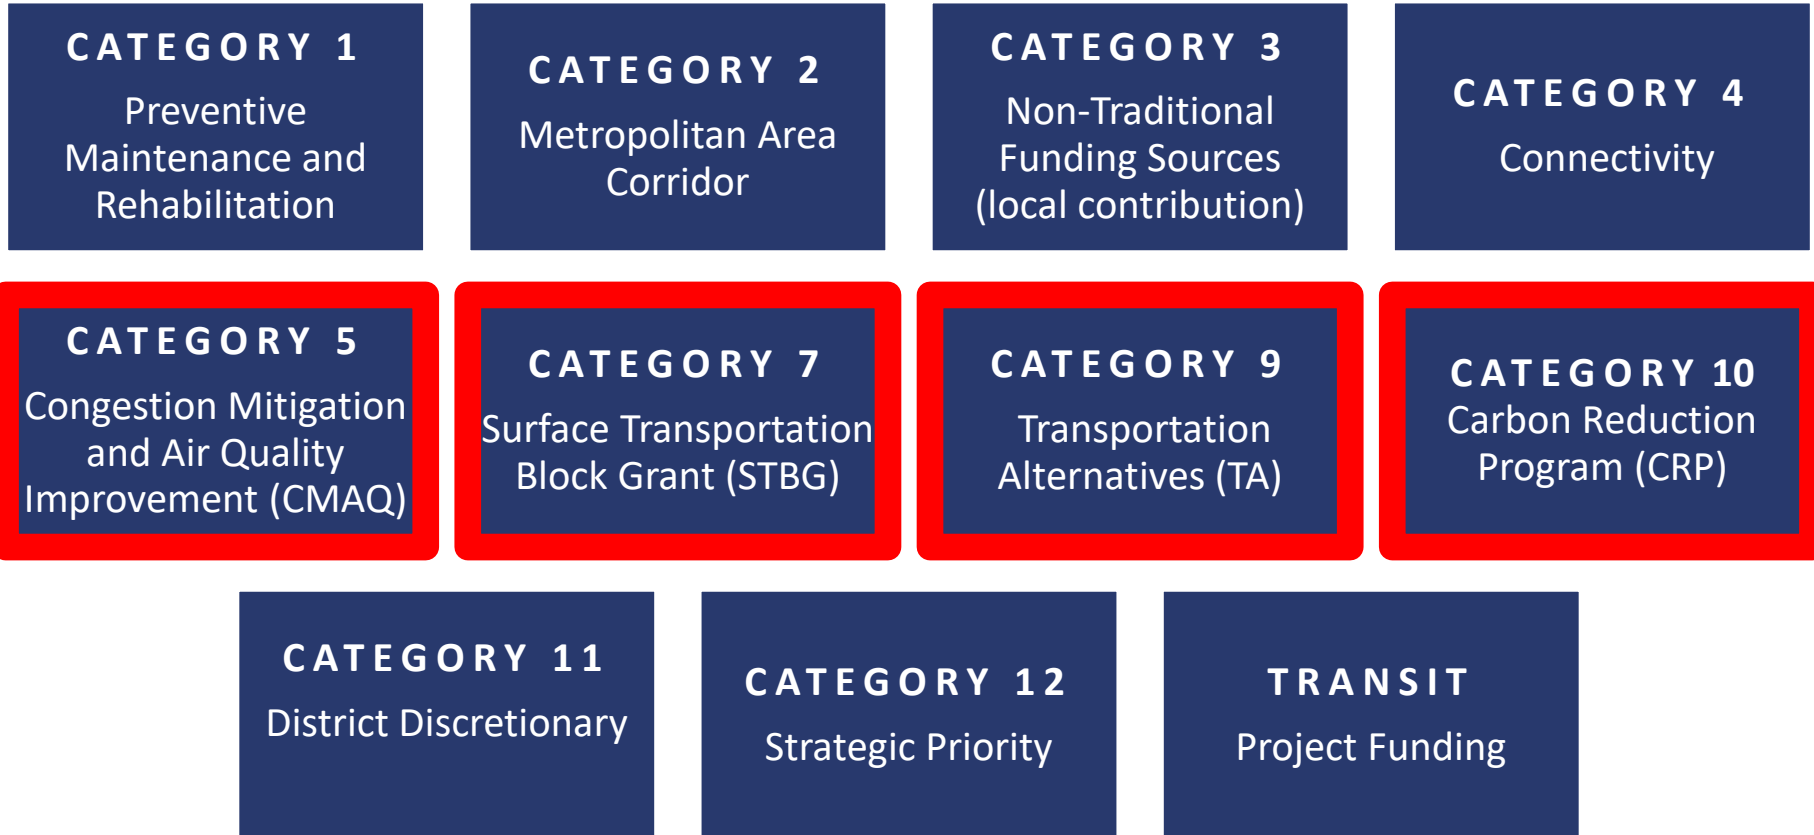 CATEGORY 1
Preventive
Maintenance and
Rehabilitation
CATEGORY 2
Metropolitan Area
Corridor
CATEGORY 3
Non-Traditional
Funding Sources
(local contribution)
CATEGORY 4
Connectivity
CATEGORY 5
Congestion Mitigation
and Air Quality
Improvement (CMAQ)
CATEGORY 7
Surface Transportation
Block Grant (STBG)
CATEGORY 9
Transportation
Alternatives (TA)
CATEGORY 10
Carbon Reduction
Program (CRP)
CATEGORY 11
District Discretionary
CATEGORY 12
Strategic Priority
TRANSIT
Project Funding